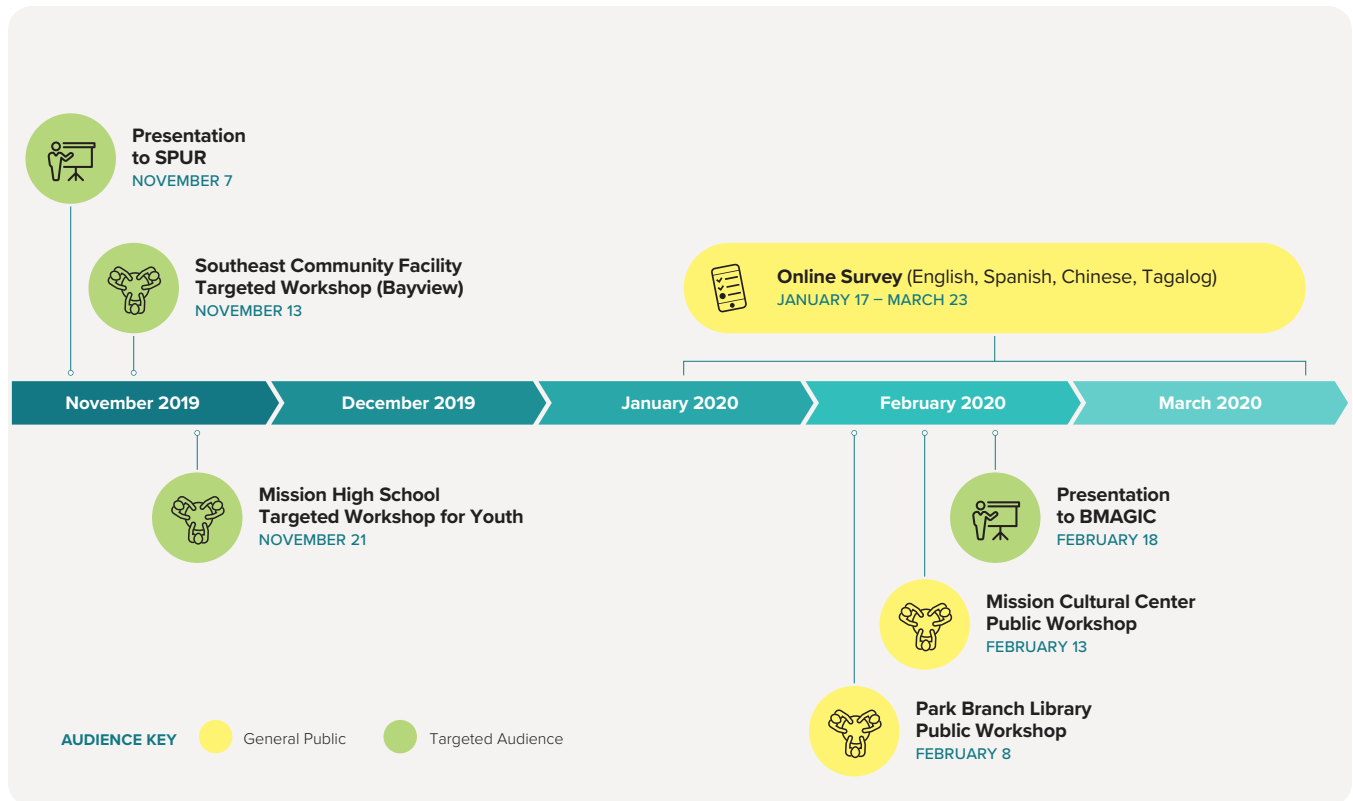 Presentation
to SPUR
NOVEMBER 7
Southeast Community Facility
Targeted Workshop (Bayview)
NOVEMBER 13
Online Survey (English, Spanish, Chinese, Tagalog)
JANUARY 17 – MARCH 23
November 2019
December 2019
January 2020
February 2020
March 2020
Mission High School
Targeted Workshop for Youth
NOVEMBER 21
Presentation
to BMAGIC
FEBRUARY 18
Mission Cultural Center
Public Workshop
FEBRUARY 13
Park Branch Library
Public Workshop
FEBRUARY 8
AUDIENCE KEY
General Public
Targeted Audience